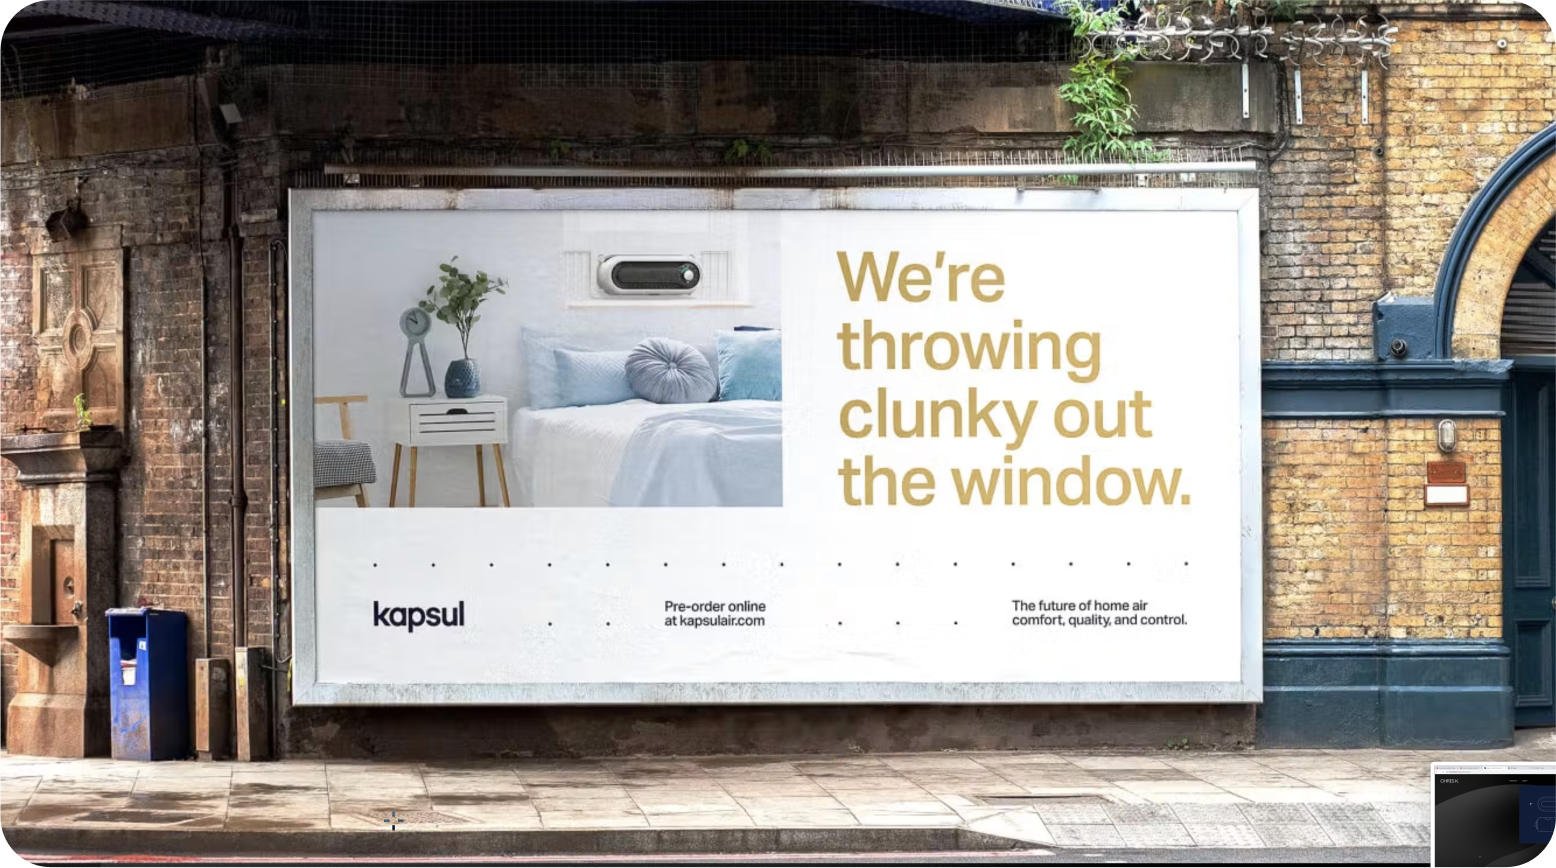 We're
throwing
clunky out
the window.
kapsul
Pre-order online
at kapsulair.com
The future of home air
comfort, quality, and control.
CHRIS K.